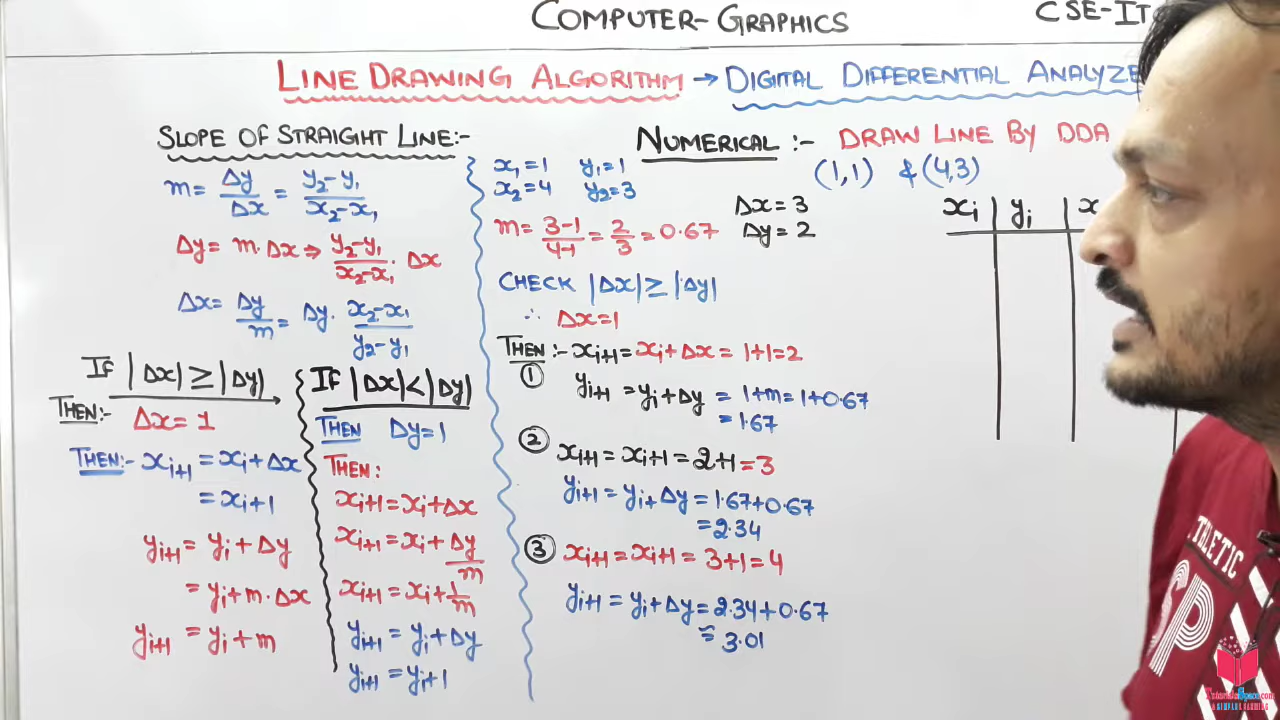 COMPUTER-GRAPHICS
CSE-IT
LINE DRAWING ALGORITHM → DIGITAL DIFFERENTIAL ANALYZE
SLOPE OF STRAIGHT LINE:-
m = Δy/Δx = (y₂-y₁)/(x₂-x₁)
Δy = m·Δx ⇒ (y₂-y₁)/(x₂-x₁) · Δx
Δx = Δy/m = Δy · (x₂-x₁)/(y₂-y₁)
IF |Δx| ≥ |Δy|
THEN:- Δx = 1
THEN:- xᵢ₊₁ = xᵢ+Δx
= xᵢ+1
yᵢ₊₁ = yᵢ+Δy
= yᵢ+m·Δx
yᵢ₊₁ = yᵢ+m
IF |Δx| < |Δy|
THEN Δy=1
THEN:
xᵢ₊₁ = xᵢ+Δx
xᵢ₊₁ = xᵢ+Δy/m
xᵢ₊₁ = xᵢ+1/m
yᵢ₊₁ = yᵢ+Δy
yᵢ₊₁ = yᵢ+1
NUMERICAL :- DRAW LINE BY DDA
(1,1) & (4,3)
x₁=1 y₁=1
x₂=4 y₂=3
Δx=3
Δy=2
m = (3-1)/(4-1) = 2/3 = 0.67
CHECK |Δx| ≥ |Δy|
∴ Δx=1
THEN:- xᵢ₊₁ = xᵢ+Δx = 1+1=2
① yᵢ₊₁ = yᵢ+Δy = 1+m = 1+0.67
= 1.67
② xᵢ₊₁ = xᵢ+1 = 2+1 = 3
yᵢ₊₁ = yᵢ+Δy = 1.67+0.67
= 2.34
③ xᵢ₊₁ = xᵢ+1 = 3+1 = 4
yᵢ₊₁ = yᵢ+Δy = 2.34+0.67
≈ 3.01
xᵢ yᵢ x
ATHLETIC
SP
TutorialsSpace.com